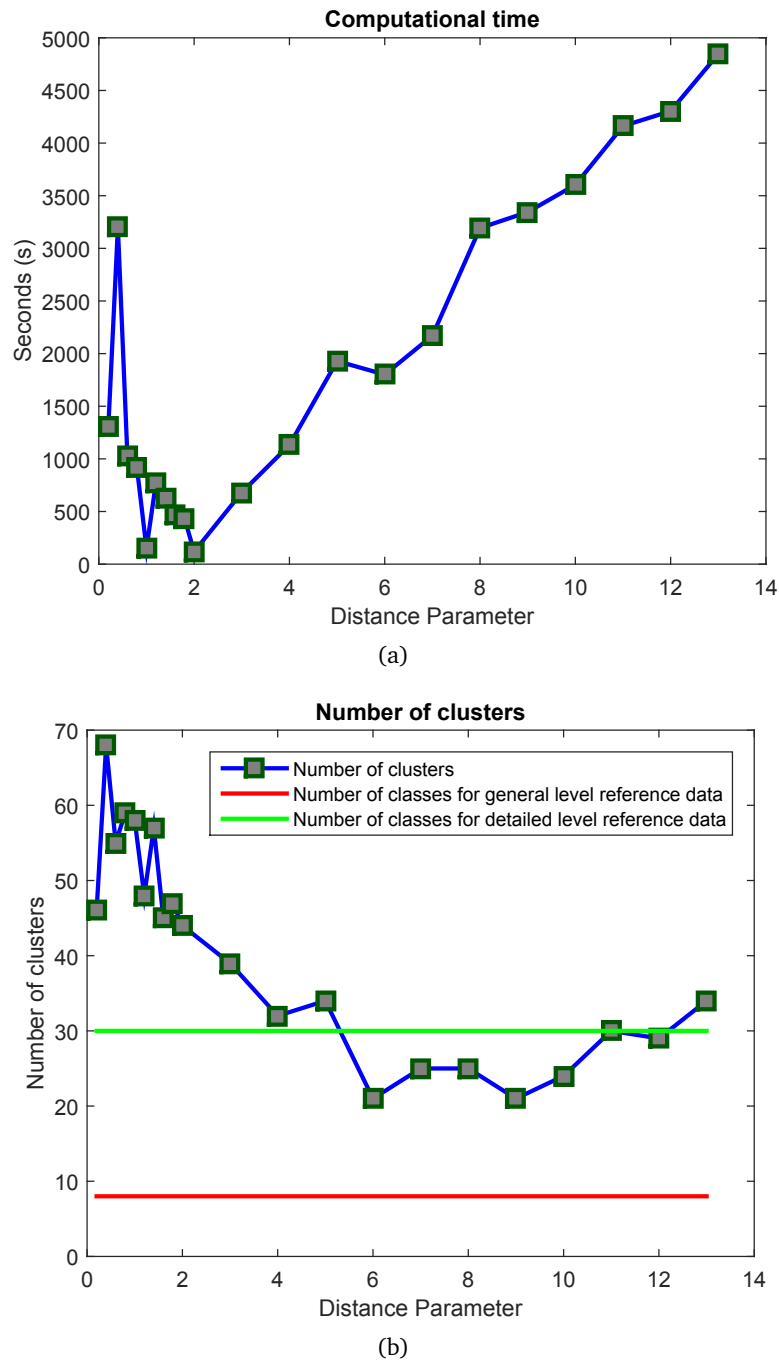 Computational time
5000
4500
4000
3500
3000
2500
2000
1500
1000
500
0
Seconds (s)
0 2 4 6 8 10 12 14
Distance Parameter
(a)
Number of clusters
70
60
50
40
30
20
10
0
Number of clusters
Number of clusters
Number of classes for general level reference data
Number of classes for detailed level reference data
0 2 4 6 8 10 12 14
Distance Parameter
(b)